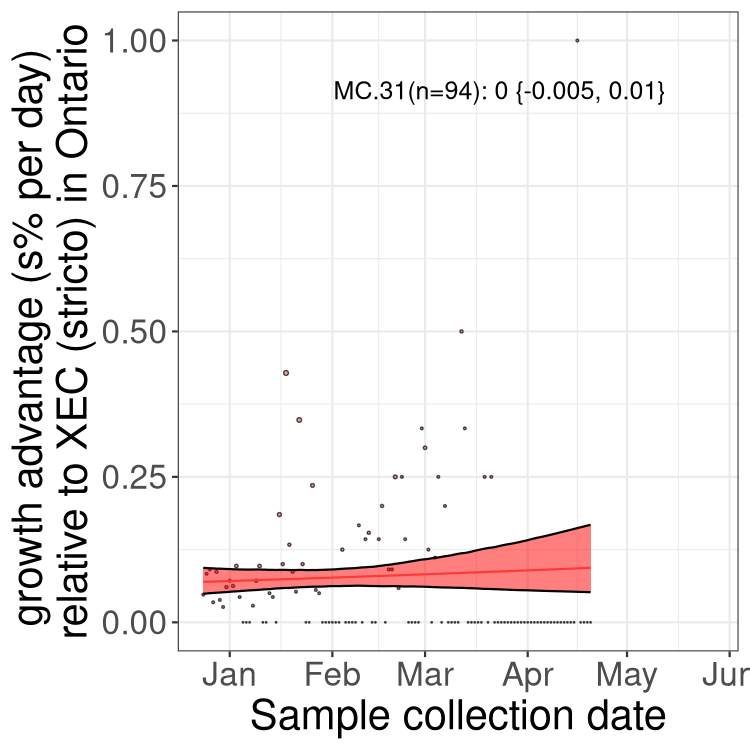 growth advantage (s% per day)
relative to XEC (stricto) in Ontario
1.00
0.75
0.50
0.25
0.00
MC.31(n=94): 0 {-0.005, 0.01}
Jan Feb Mar Apr May Jur
Sample collection date